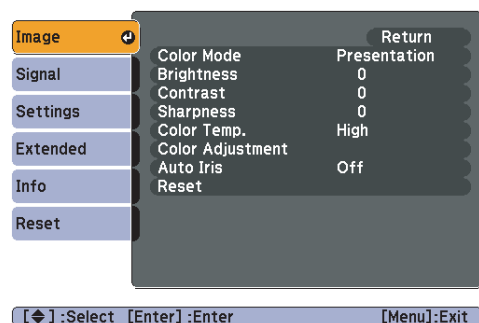 Image
Signal
Settings
Extended
Info
Reset
Return
Color Mode Presentation
Brightness 0
Contrast 0
Sharpness 0
Color Temp. High
Color Adjustment
Auto Iris Off
Reset
[◆] :Select [Enter] :Enter [Menu]:Exit